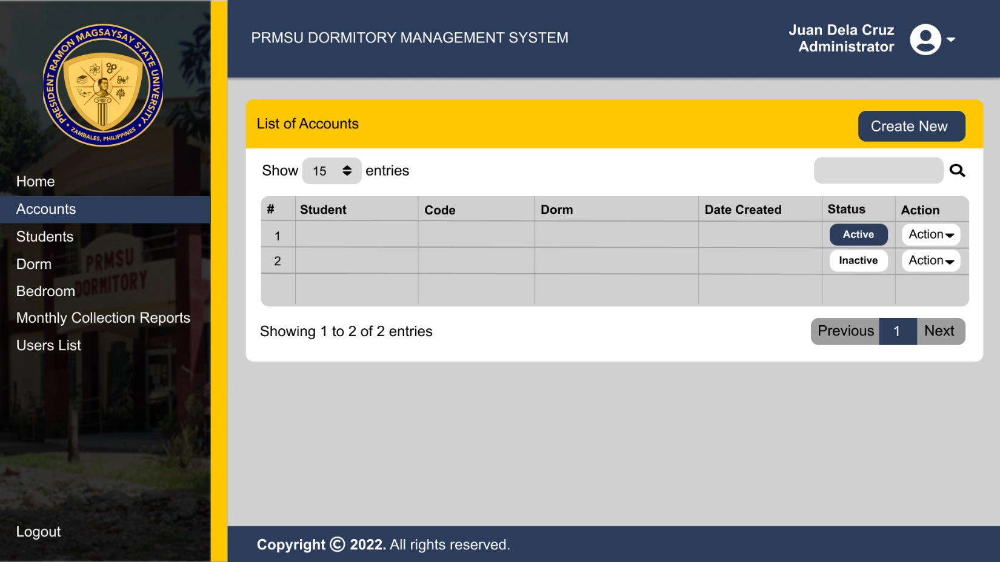 PRESIDENT RAMON MAGSAYSAY STATE UNIVERSITY
ZAMBALES, PHILIPPINES
PRMSU DORMITORY MANAGEMENT SYSTEM
Juan Dela Cruz
Administrator
Home
Accounts
Students
Dorm
Bedroom
Monthly Collection Reports
Users List
Logout
PRMSU
DORMITORY
List of Accounts
Create New
Show 15 entries
# Student Code Dorm Date Created Status Action
1 Active Action
2 Inactive Action
Showing 1 to 2 of 2 entries
Previous 1 Next
Copyright © 2022. All rights reserved.